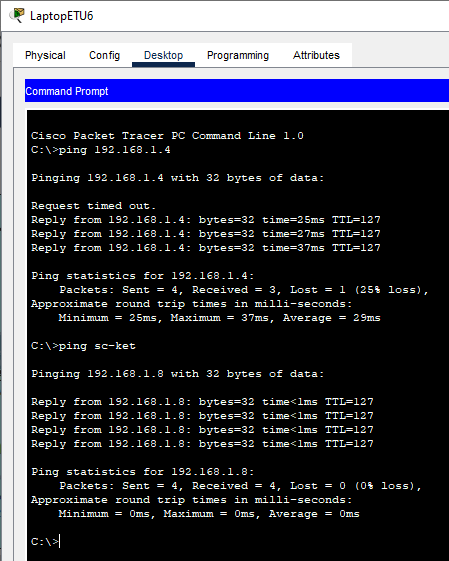 LaptopETU6
Physical Config Desktop Programming Attributes
Command Prompt
Cisco Packet Tracer PC Command Line 1.0
C:\>ping 192.168.1.4
Pinging 192.168.1.4 with 32 bytes of data:
Request timed out.
Reply from 192.168.1.4: bytes=32 time=25ms TTL=127
Reply from 192.168.1.4: bytes=32 time=27ms TTL=127
Reply from 192.168.1.4: bytes=32 time=37ms TTL=127
Ping statistics for 192.168.1.4:
Packets: Sent = 4, Received = 3, Lost = 1 (25% loss),
Approximate round trip times in milli-seconds:
Minimum = 25ms, Maximum = 37ms, Average = 29ms
C:\>ping sc-ket
Pinging 192.168.1.8 with 32 bytes of data:
Reply from 192.168.1.8: bytes=32 time<1ms TTL=127
Reply from 192.168.1.8: bytes=32 time<1ms TTL=127
Reply from 192.168.1.8: bytes=32 time<1ms TTL=127
Reply from 192.168.1.8: bytes=32 time<1ms TTL=127
Ping statistics for 192.168.1.8:
Packets: Sent = 4, Received = 4, Lost = 0 (0% loss),
Approximate round trip times in milli-seconds:
Minimum = 0ms, Maximum = 0ms, Average = 0ms
C:\>